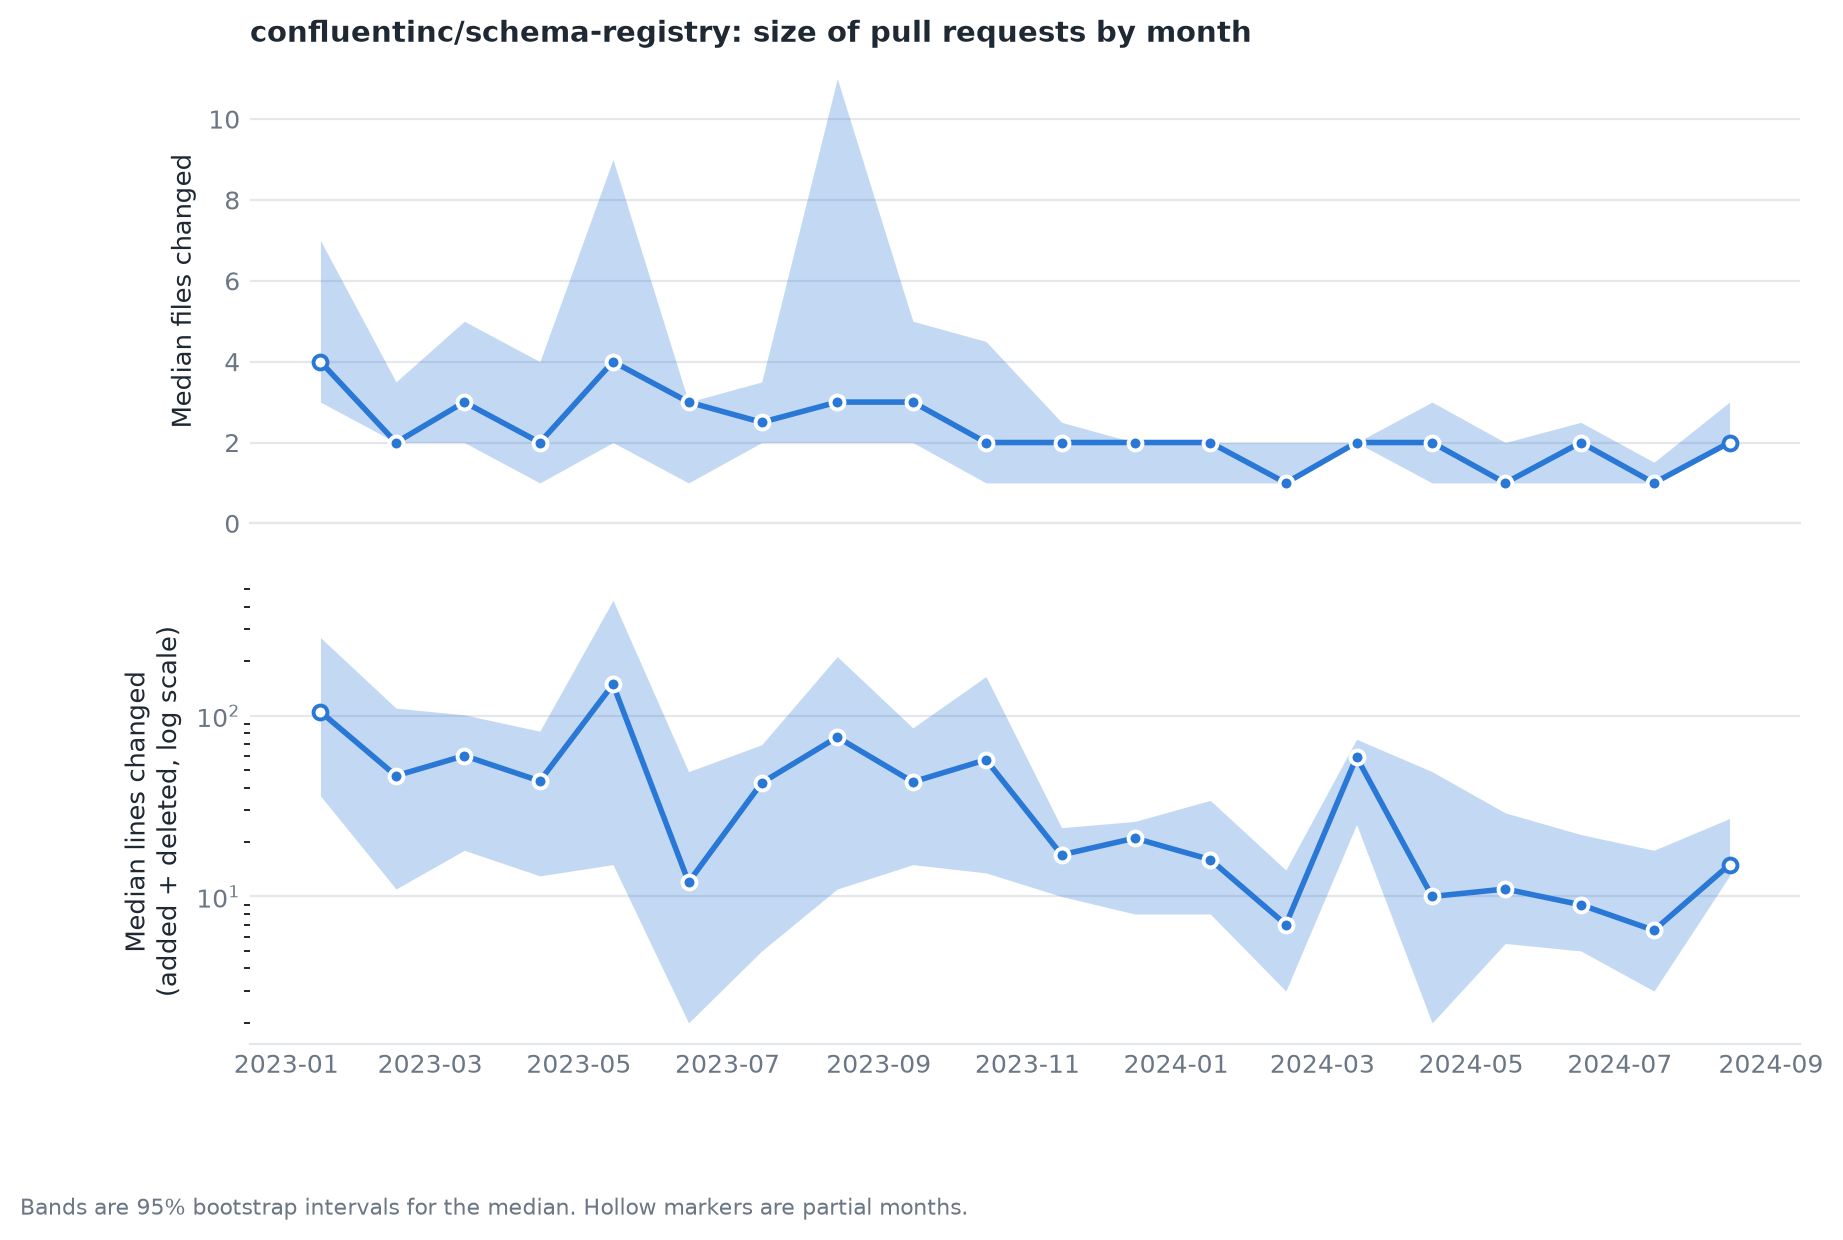 confluentinc/schema-registry: size of pull requests by month
Median files changed
10
8
6
4
2
0
Median lines changed
(added + deleted, log scale)
10²
10¹
2023-01 2023-03 2023-05 2023-07 2023-09 2023-11 2024-01 2024-03 2024-05 2024-07 2024-09
Bands are 95% bootstrap intervals for the median. Hollow markers are partial months.